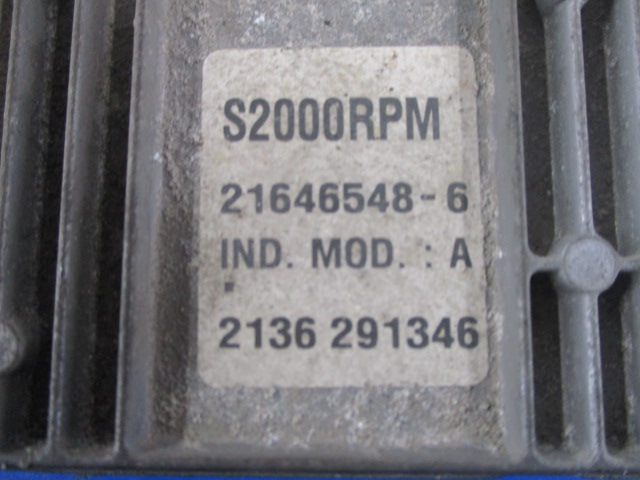 S2000RPM
21646548-6
IND. MOD. : A
2136 291346